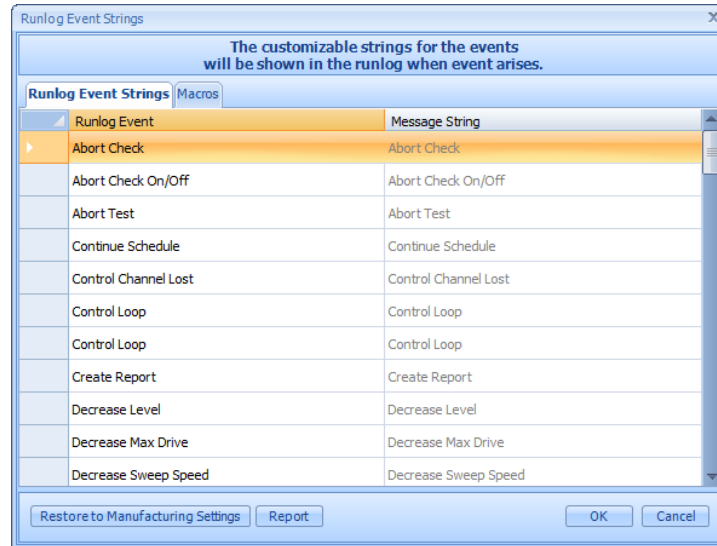 Runlog Event Strings
The customizable strings for the events
will be shown in the runlog when event arises.
Runlog Event Strings Macros
Runlog Event Message String
Abort Check Abort Check
Abort Check On/Off Abort Check On/Off
Abort Test Abort Test
Continue Schedule Continue Schedule
Control Channel Lost Control Channel Lost
Control Loop Control Loop
Control Loop Control Loop
Create Report Create Report
Decrease Level Decrease Level
Decrease Max Drive Decrease Max Drive
Decrease Sweep Speed Decrease Sweep Speed
Restore to Manufacturing Settings Report OK Cancel